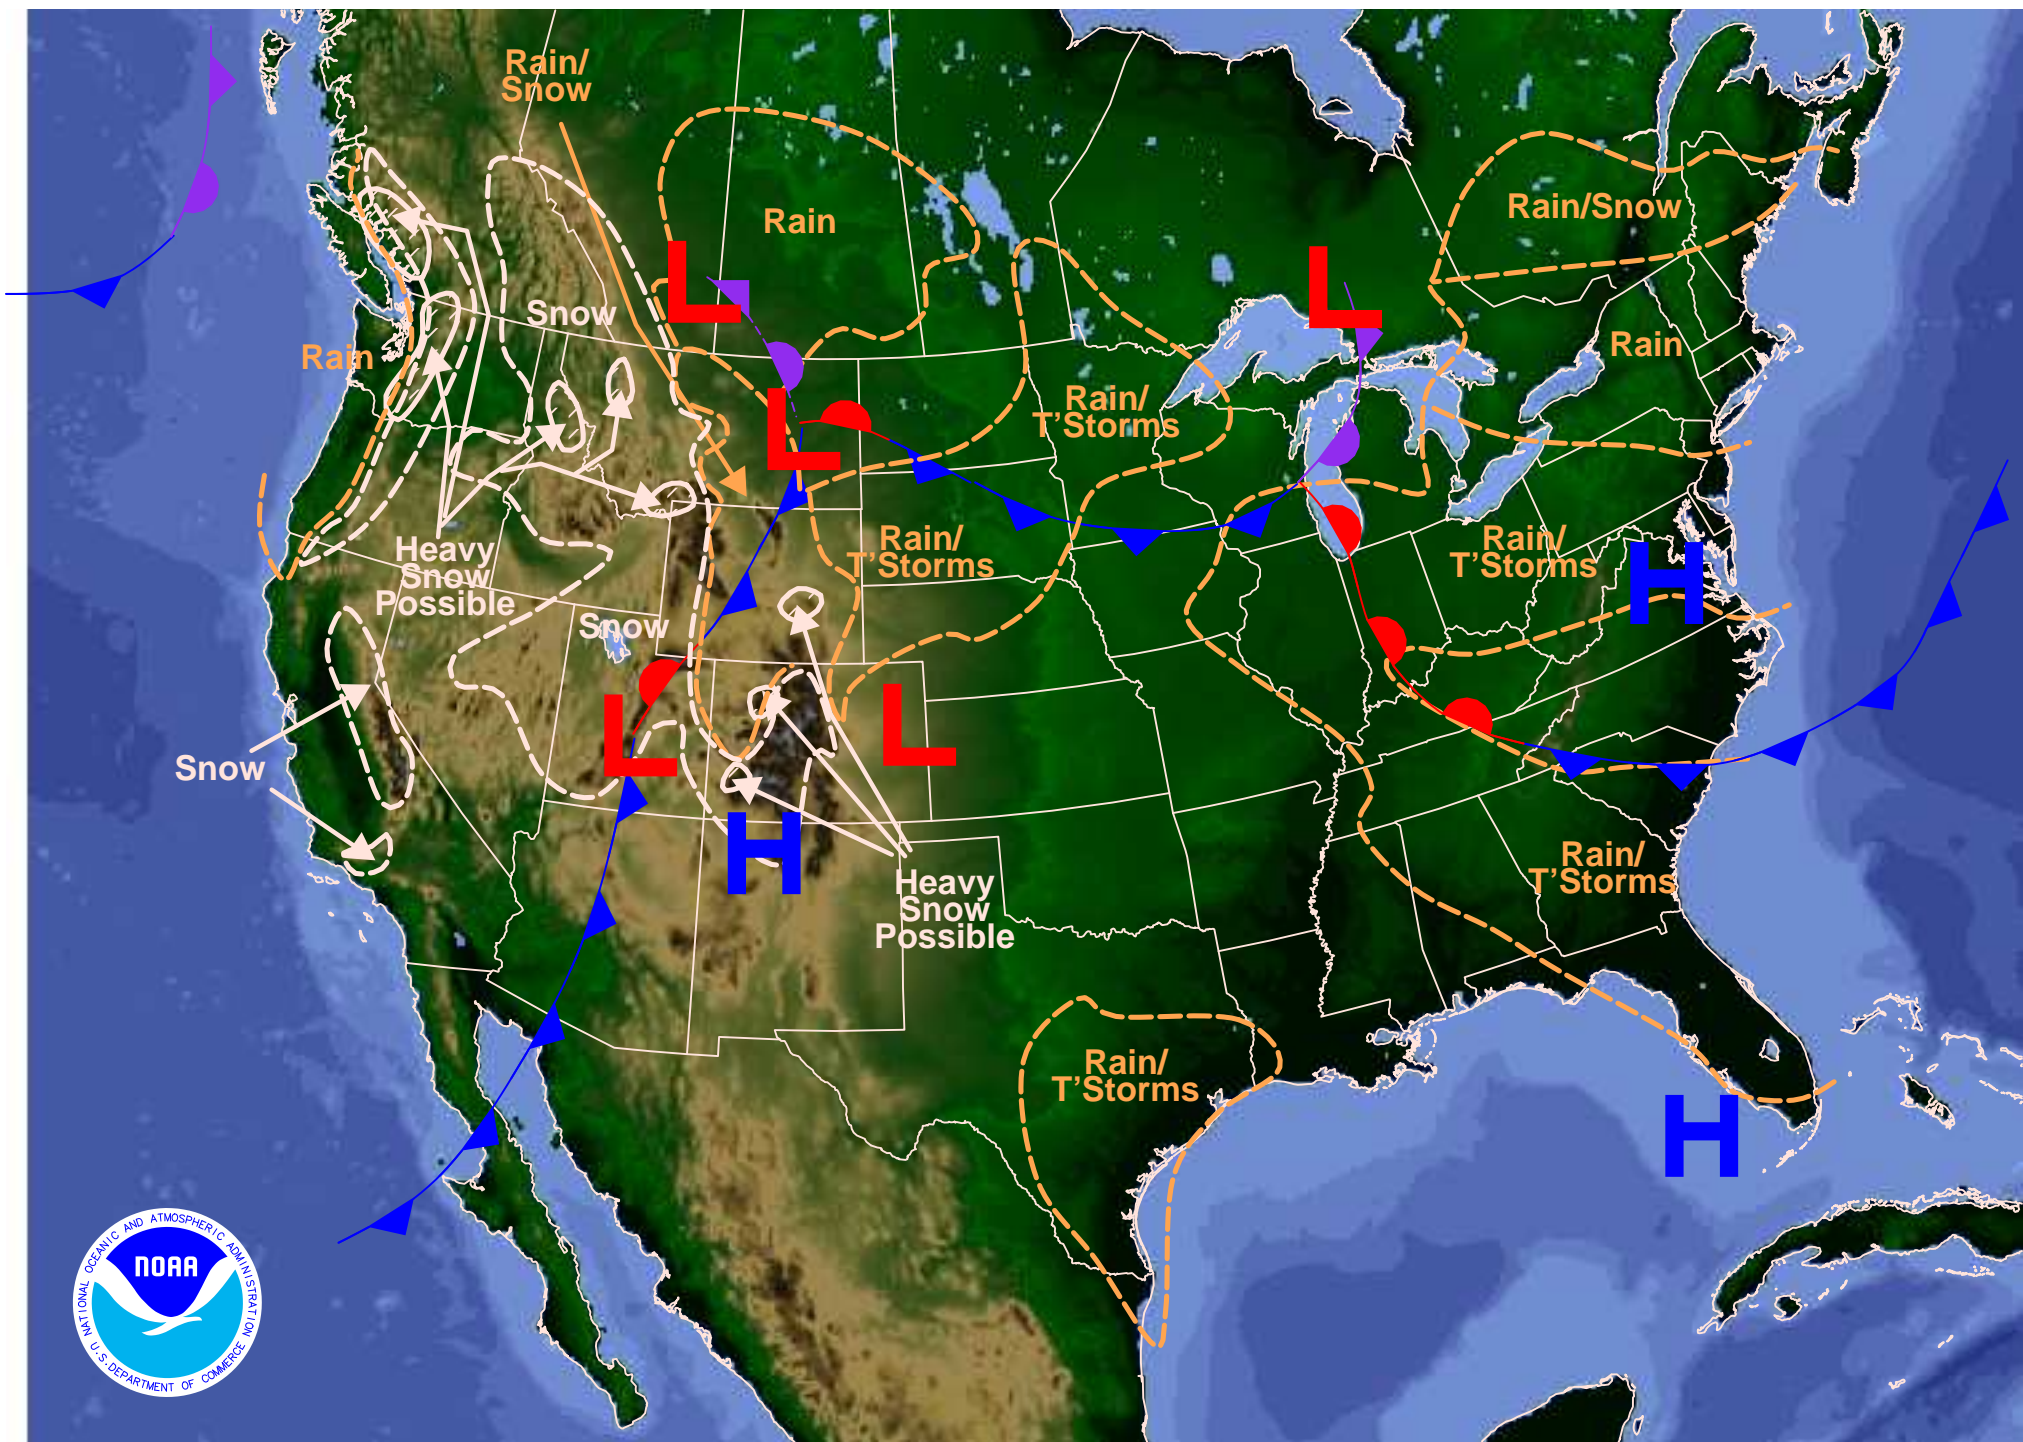 Rain/
Snow
Rain
Rain/Snow
L
L
Snow
Rain
Rain
L
Rain/
T'Storms
Heavy
Snow
Possible
Rain/
T'Storms
Rain/
T'Storms
H
Snow
L
L
Snow
H
Heavy
Snow
Possible
Rain/
T'Storms
Rain/
T'Storms
H
NATIONAL OCEANIC AND ATMOSPHERIC ADMINISTRATION
NOAA
U.S. DEPARTMENT OF COMMERCE